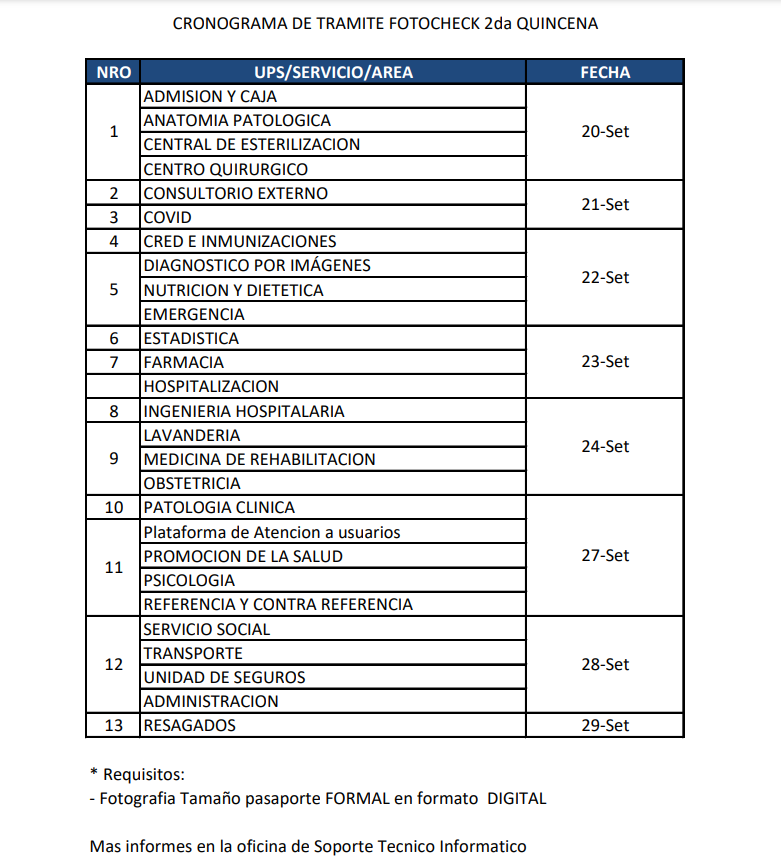 CRONOGRAMA DE TRAMITE FOTOCHECK 2da QUINCENA
NRO UPS/SERVICIO/AREA FECHA
1 ADMISION Y CAJA 20-Set
ANATOMIA PATOLOGICA
CENTRAL DE ESTERILIZACION
CENTRO QUIRURGICO
2 CONSULTORIO EXTERNO 21-Set
3 COVID
4 CRED E INMUNIZACIONES 22-Set
5 DIAGNOSTICO POR IMÁGENES
NUTRICION Y DIETETICA
EMERGENCIA
6 ESTADISTICA 23-Set
7 FARMACIA
HOSPITALIZACION
8 INGENIERIA HOSPITALARIA 24-Set
9 LAVANDERIA
MEDICINA DE REHABILITACION
OBSTETRICIA
10 PATOLOGIA CLINICA 27-Set
11 Plataforma de Atencion a usuarios
PROMOCION DE LA SALUD
PSICOLOGIA
REFERENCIA Y CONTRA REFERENCIA
12 SERVICIO SOCIAL 28-Set
TRANSPORTE
UNIDAD DE SEGUROS
ADMINISTRACION
13 RESAGADOS 29-Set
* Requisitos:
- Fotografia Tamaño pasaporte FORMAL en formato DIGITAL
Mas informes en la oficina de Soporte Tecnico Informatico